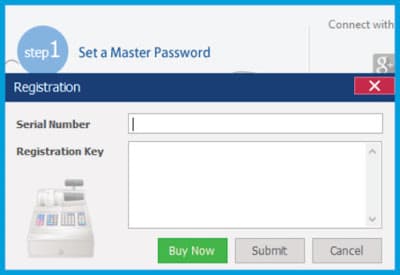 Connect with
step1 Set a Master Password
g+
Registration
Serial Number
Registration Key
Buy Now Submit Cancel